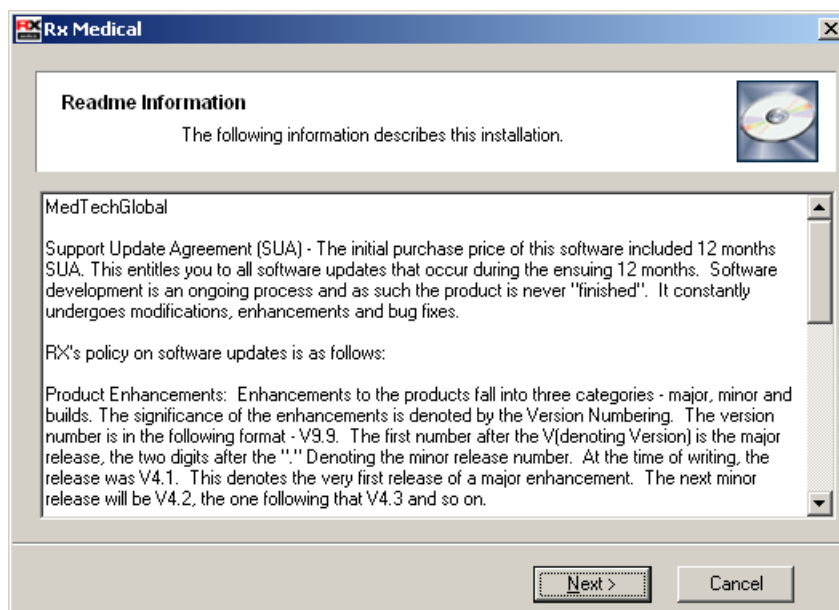 RX Rx Medical
Readme Information
The following information describes this installation.
MedTechGlobal
Support Update Agreement (SUA) - The initial purchase price of this software included 12 months
SUA. This entitles you to all software updates that occur during the ensuing 12 months.  Software
development is an ongoing process and as such the product is never "finished".  It constantly
undergoes modifications, enhancements and bug fixes.
RX's policy on software updates is as follows:
Product Enhancements:  Enhancements to the products fall into three categories - major, minor and
builds. The significance of the enhancements is denoted by the Version Numbering.  The version
number is in the following format - V9.9.  The first number after the V(denoting Version) is the major
release, the two digits after the "." Denoting the minor release number.  At the time of writing, the
release was V4.1.  This denotes the very first release of a major enhancement.  The next minor
release will be V4.2, the one following that V4.3 and so on.
Next >
Cancel